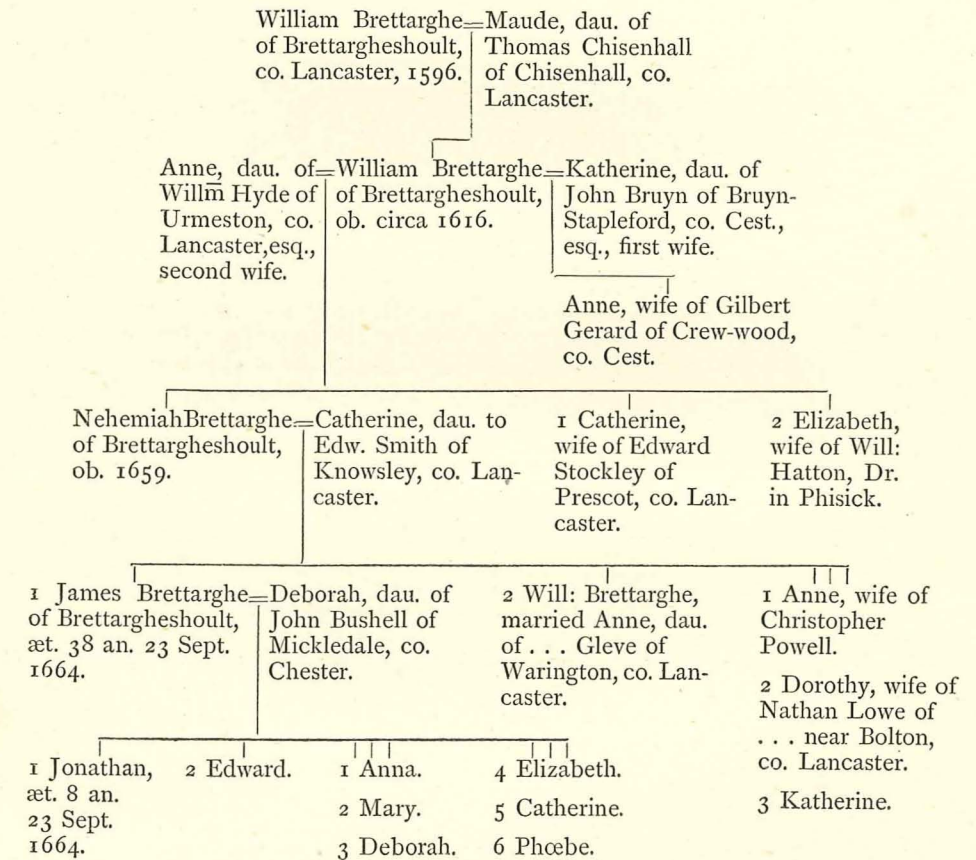 William Brettarghe=Maude, dau. of
of Brettargheshoult,
co. Lancaster, 1596.
Thomas Chisenhall
of Chisenhall, co.
Lancaster.
Anne, dau. of=William Brettarghe=Katherine, dau. of
Willm̄ Hyde of
Urmeston, co.
Lancaster,esq.,
second wife.
of Brettargheshoult,
ob. circa 1616.
John Bruyn of Bruyn-
Stapleford, co. Cest.,
esq., first wife.
Anne, wife of Gilbert
Gerard of Crew-wood,
co. Cest.
NehemiahBrettarghe=Catherine, dau. to
of Brettargheshoult,
ob. 1659.
Edw. Smith of
Knowsley, co. Lan-
caster.
1 Catherine,
wife of Edward
Stockley of
Prescot, co. Lan-
caster.
2 Elizabeth,
wife of Will:
Hatton, Dr.
in Phisick.
1 James Brettarghe=Deborah, dau. of
of Brettargheshoult,
æt. 38 an. 23 Sept.
1664.
John Bushell of
Mickledale, co.
Chester.
2 Will: Brettarghe,
married Anne, dau.
of . . . Gleve of
Warington, co. Lan-
caster.
1 Anne, wife of
Christopher
Powell.
2 Dorothy, wife of
Nathan Lowe of
. . . near Bolton,
co. Lancaster.
3 Katherine.
1 Jonathan,
æt. 8 an.
23 Sept.
1664.
2 Edward.
1 Anna.
2 Mary.
3 Deborah.
4 Elizabeth.
5 Catherine.
6 Phœbe.